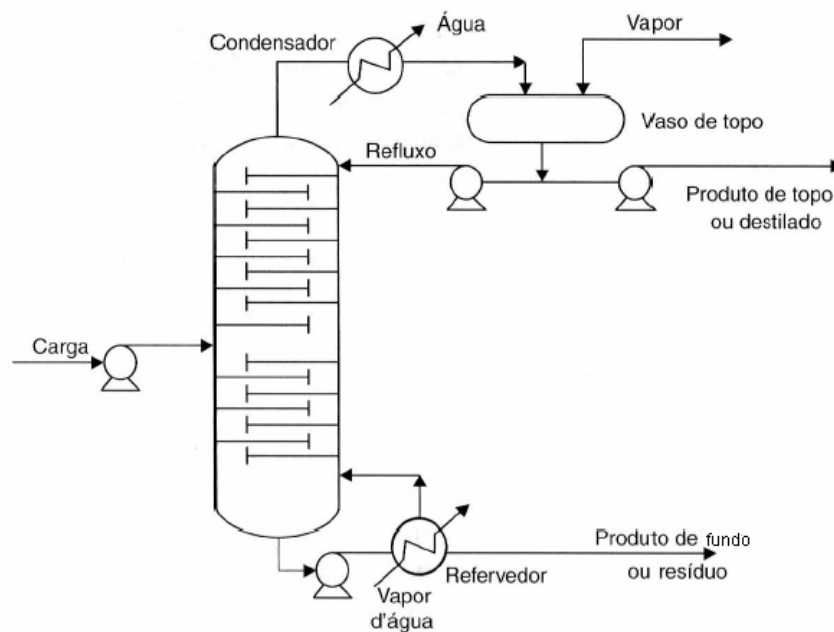 Condensador
Água
Vapor
Vaso de topo
Refluxo
Produto de topo
ou destilado
Carga
Produto de fundo
ou resíduo
Refervedor
Vapor
d'água